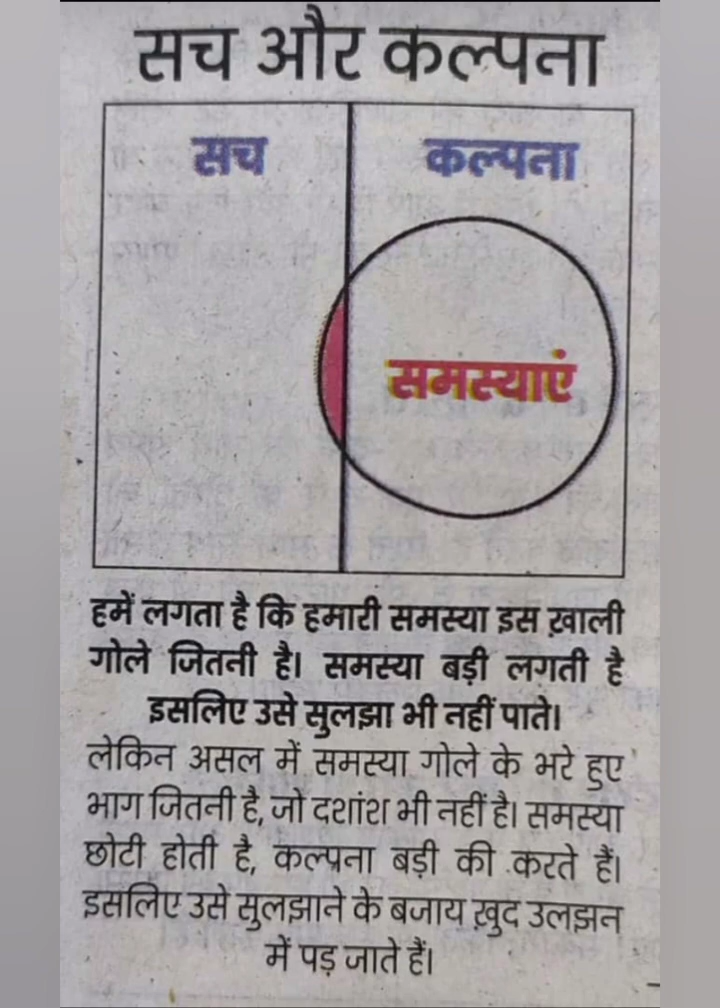 सच और कल्पना
सच
कल्पना
समस्याएं
हमें लगता है कि हमारी समस्या इस ख़ाली
गोले जितनी है। समस्या बड़ी लगती है
इसलिए उसे सुलझा भी नहीं पाते।
लेकिन असल में समस्या गोले के भरे हुए
भाग जितनी है, जो दशांश भी नहीं है। समस्या
छोटी होती है, कल्पना बड़ी की करते हैं।
इसलिए उसे सुलझाने के बजाय ख़ुद उलझन
में पड़ जाते हैं।